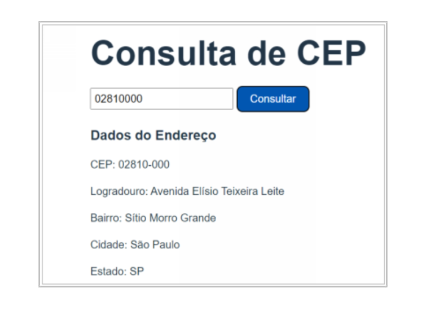 Consulta de CEP
02810000 Consultar
Dados do Endereço
CEP: 02810-000
Logradouro: Avenida Elísio Teixeira Leite
Bairro: Sítio Morro Grande
Cidade: São Paulo
Estado: SP